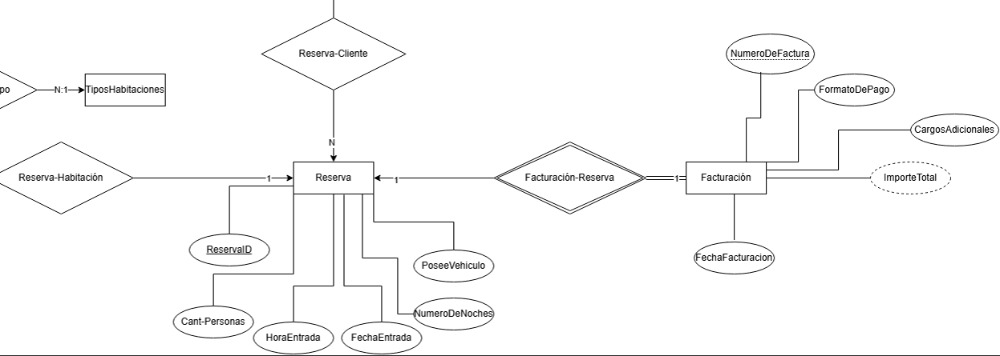 Reserva-Cliente
NumeroDeFactura
po
N:1
TiposHabitaciones
FormatoDePago
CargosAdicionales
N
Reserva-Habitación
1
Reserva
1
Facturación-Reserva
1
Facturación
ImporteTotal
ReservaID
PoseeVehiculo
FechaFacturacion
Cant-Personas
HoraEntrada
FechaEntrada
NumeroDeNoches